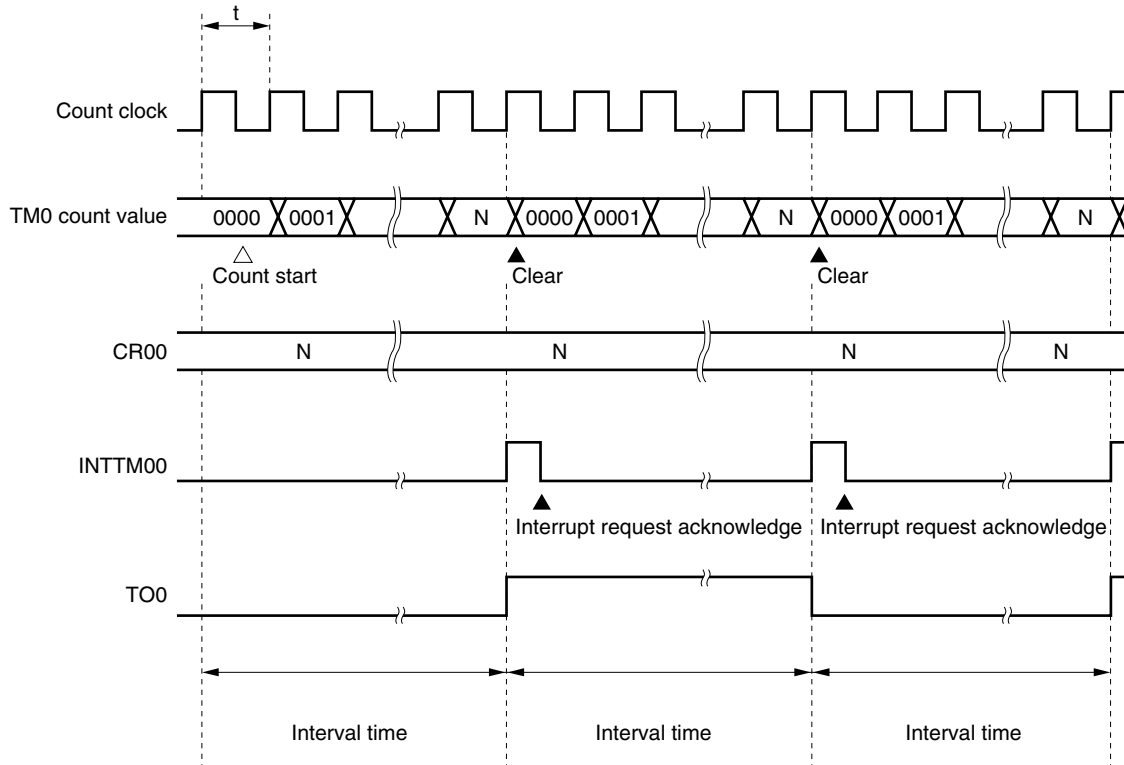 t
Count clock
TM0 count value 0000 0001 N 0000 0001 N 0000 0001 N
Count start Clear Clear
CR00 N N N N
INTTM00
Interrupt request acknowledge Interrupt request acknowledge
TO0
Interval time Interval time Interval time